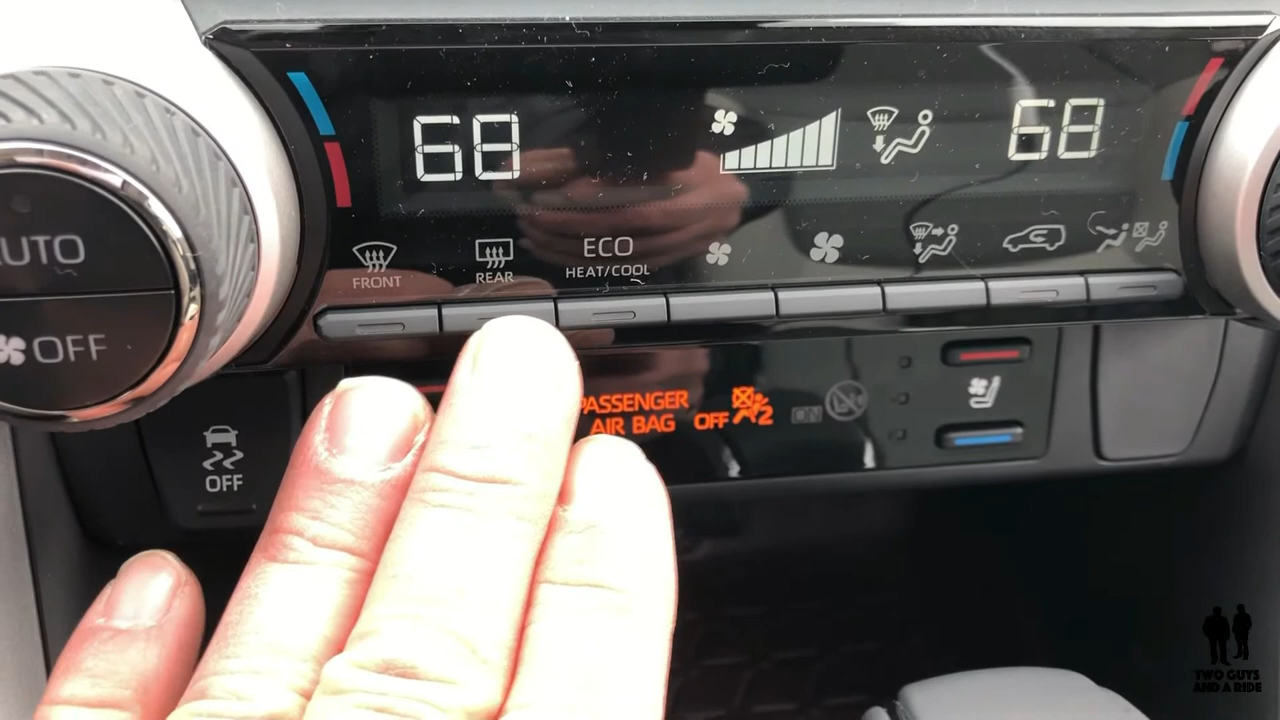 68
68
FRONT
REAR
ECO
HEAT/COOL
AUTO
OFF
PASSENGER
AIR BAG OFF 2 ON
OFF
TWO GUYS
AND A RIDE